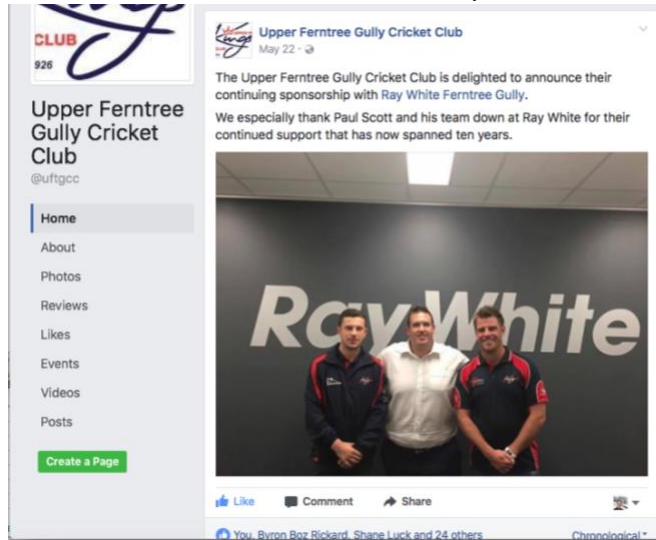 Kings
CLUB
926
Upper Ferntree
Gully Cricket
Club
@uftgcc
Home
About
Photos
Reviews
Likes
Events
Videos
Posts
Create a Page
Upper Ferntree Gully Cricket Club
May 22 ·
The Upper Ferntree Gully Cricket Club is delighted to announce their
continuing sponsorship with Ray White Ferntree Gully.
We especially thank Paul Scott and his team down at Ray White for their
continued support that has now spanned ten years.
Ray White
Like Comment Share
You, Byron Boz Rickard, Shane Luck and 24 others
Chronological